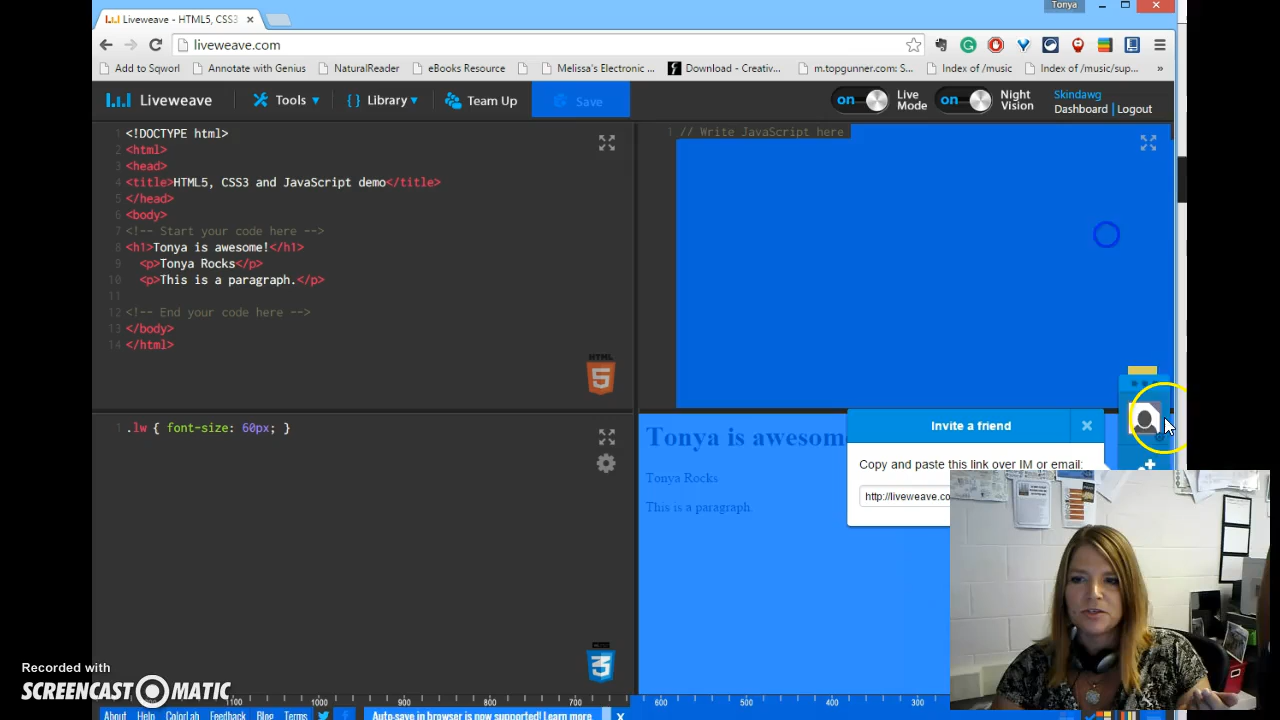 Tonya
Liveweave - HTML5, CSS3
liveweave.com
Add to Sqworl
Annotate with Genius
NaturalReader
eBooks Resource
Melissa's Electronic ...
Download - Creativ...
m.topgunner.com: S...
Index of /music
Index of /music/sup...
»
Liveweave
Tools
{ } Library
Team Up
Save
on
Live Mode
on
Night Vision
Skindawg
Dashboard | Logout
1 <!DOCTYPE html>
2 <html>
3 <head>
4 <title>HTML5, CSS3 and JavaScript demo</title>
5 </head>
6 <body>
7 <!-- Start your code here -->
8 <h1>Tonya is awesome!</h1>
9 <p>Tonya Rocks</p>
10 <p>This is a paragraph.</p>
11
12 <!-- End your code here -->
13 </body>
14 </html>
HTML
5
1 // Write JavaScript here
1 .lw { font-size: 60px; }
3
Tonya is awesom
Tonya Rocks
This is a paragraph.
Invite a friend
Copy and paste this link over IM or email:
http://liveweave.co
Recorded with
SCREENCAST MATIC
1100 1000 900 800 700 600 500 400 300
About Help ColorLab Feedback Blog Terms
Auto-save in browser is now supported! Learn more